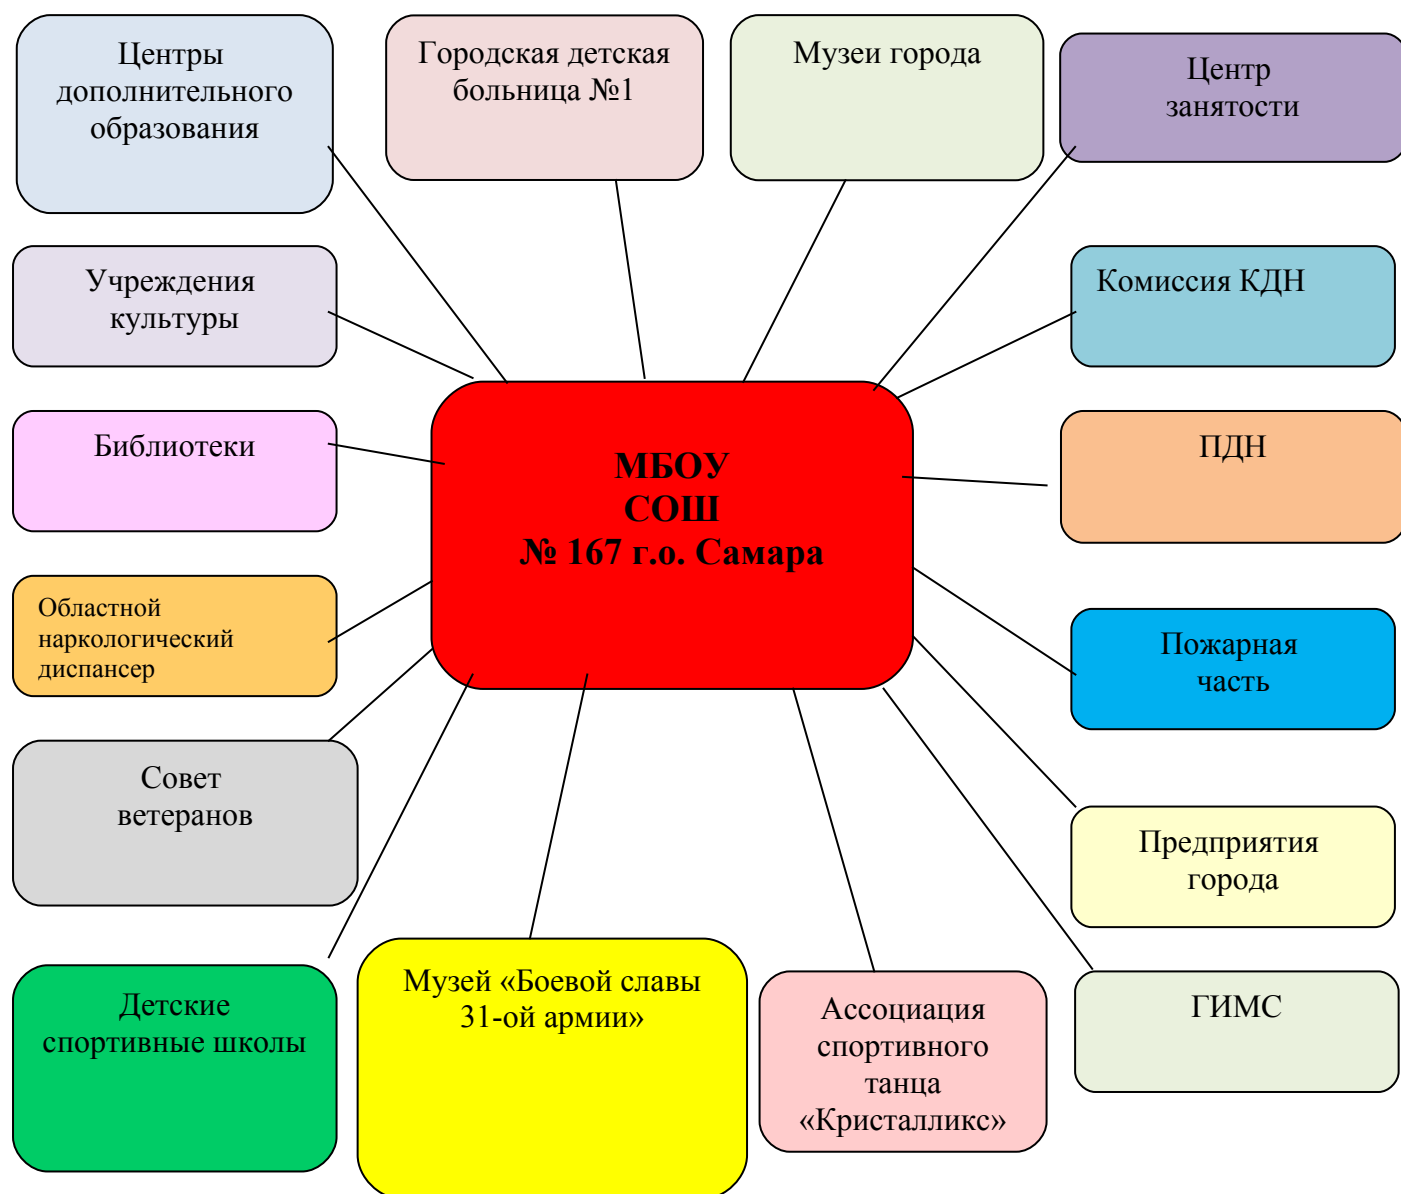 Центры
дополнительного
образования
Городская детская
больница №1
Музеи города
Центр
занятости
Учреждения
культуры
Комиссия КДН
Библиотеки
МБОУ
СОШ
№ 167 г.о. Самара
ПДН
Областной
наркологический
диспансер
Пожарная
часть
Совет
ветеранов
Предприятия
города
Детские
спортивные школы
Музей «Боевой славы
31-ой армии»
Ассоциация
спортивного
танца
«Кристалликс»
ГИМС